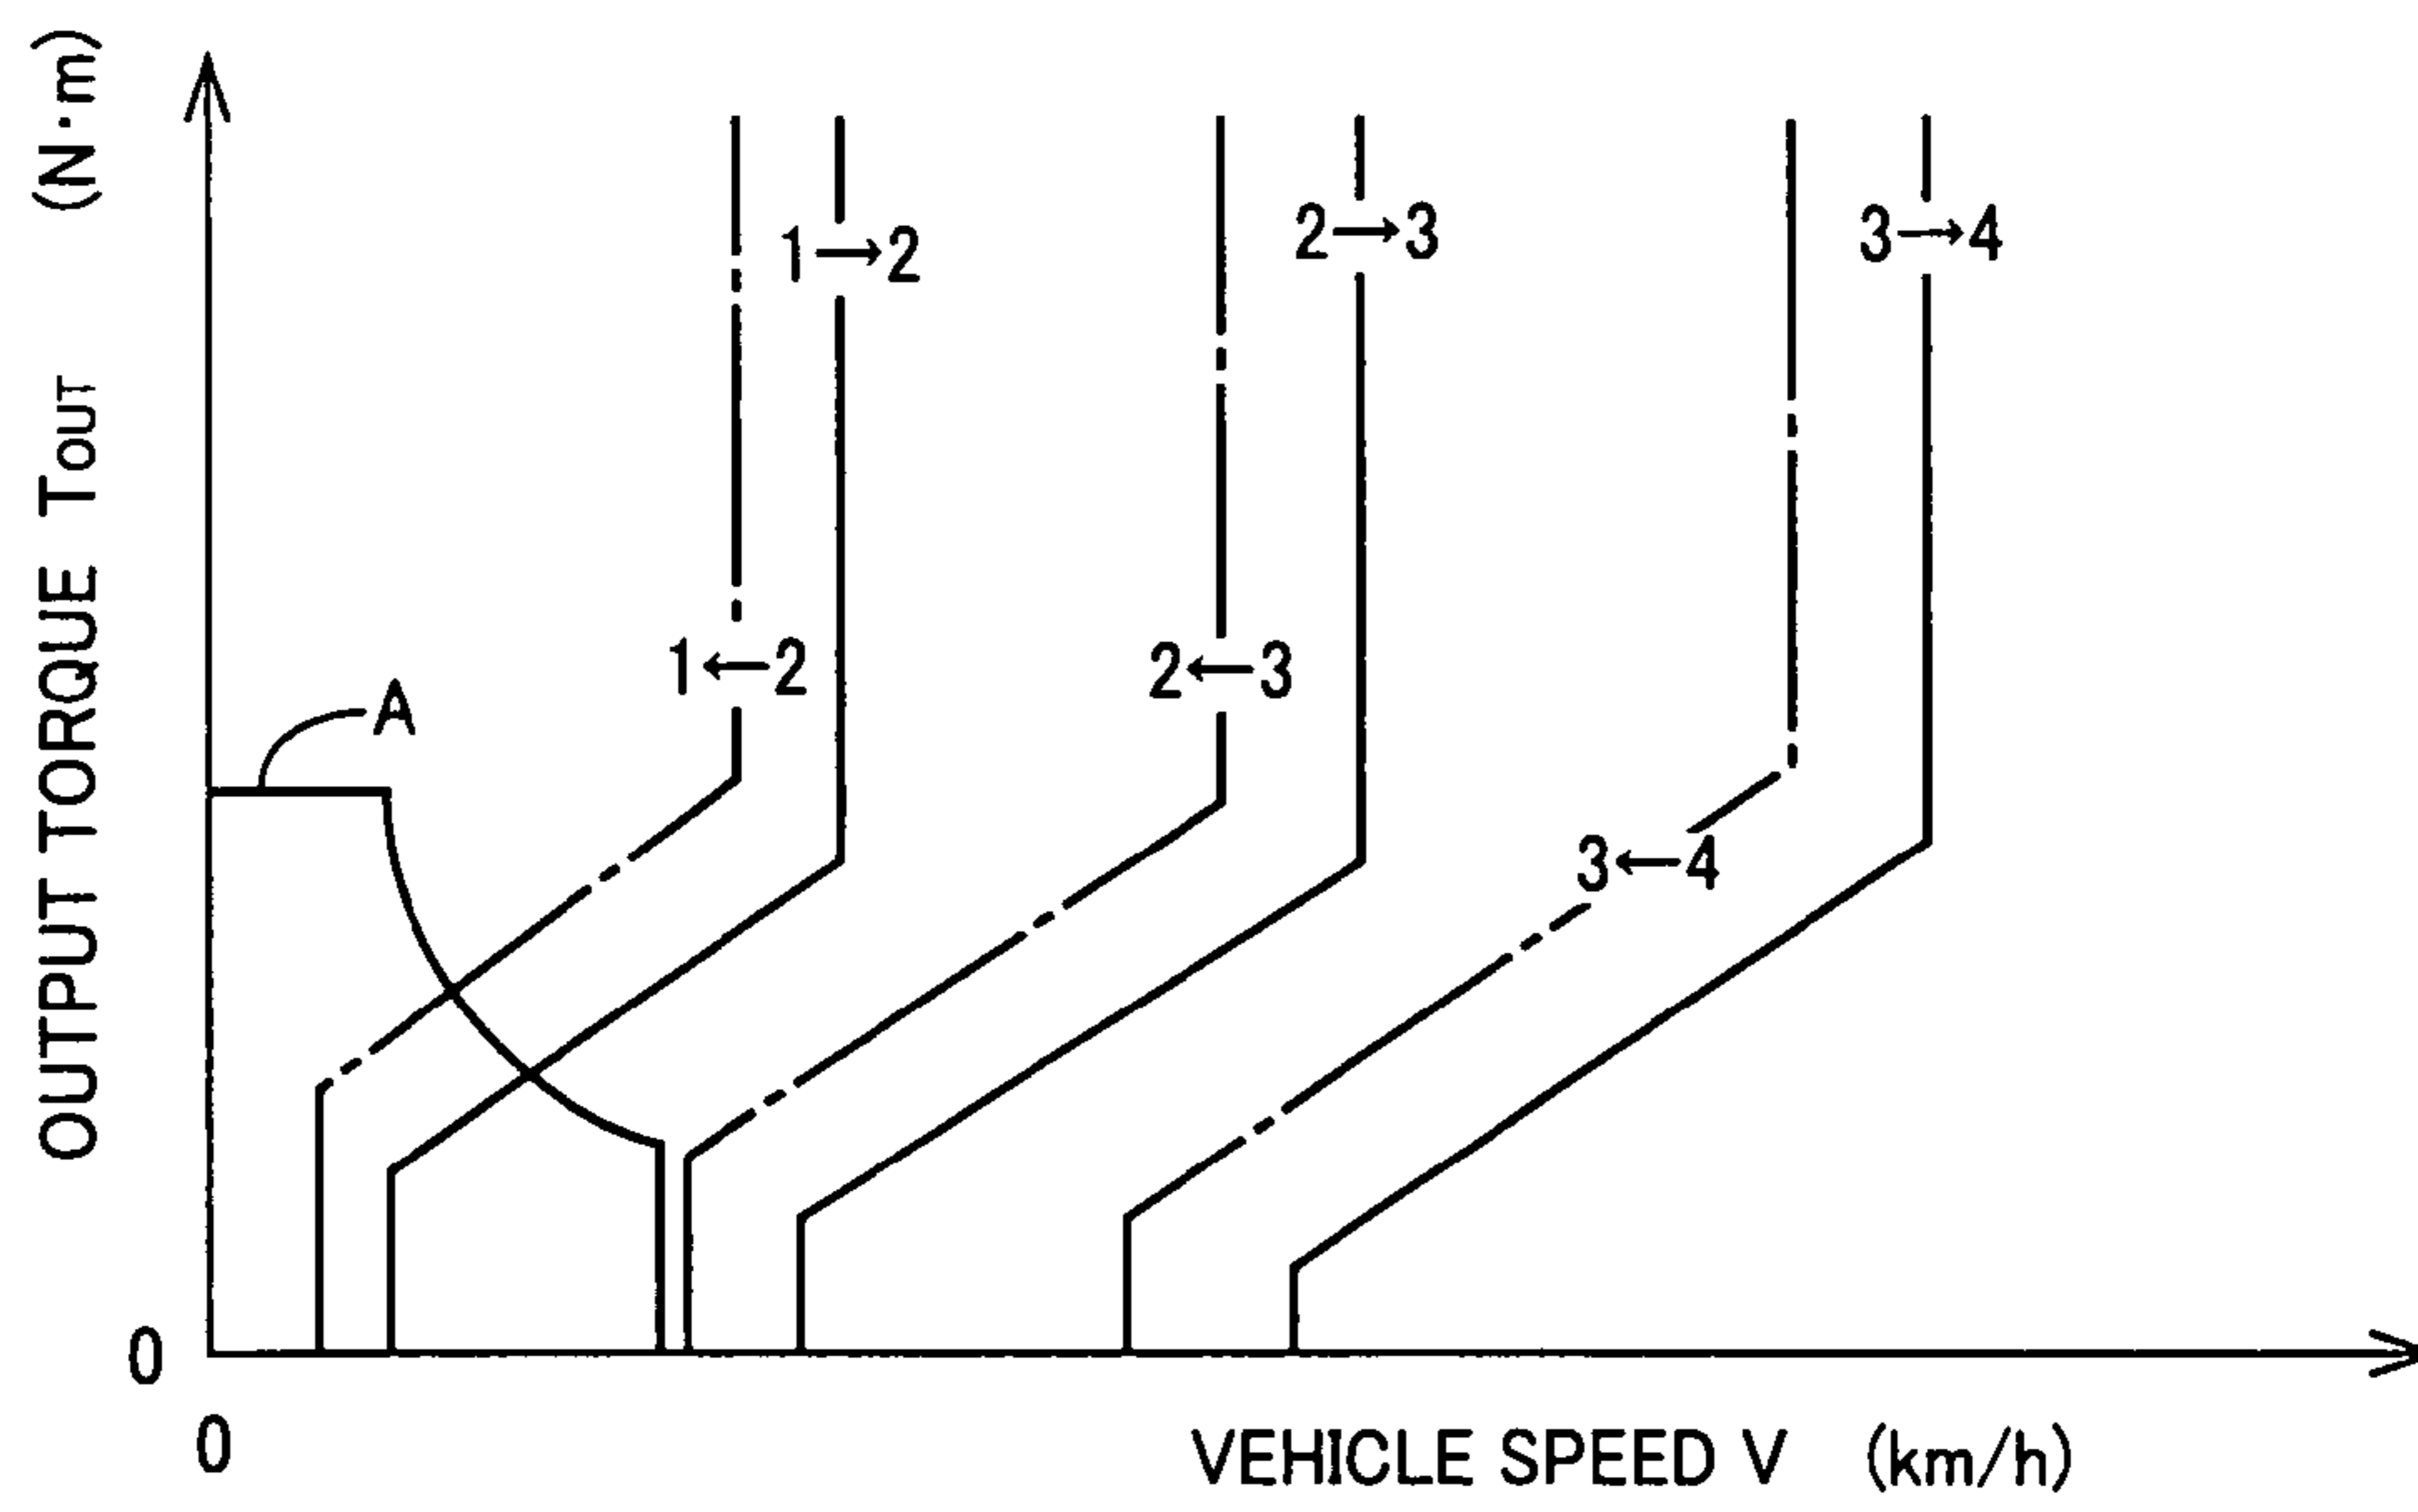 OUTPUT TORQUE TOUT (N·m)
1→2
2→3
3→4
1←2
2←3
A
3←4
0
0
VEHICLE SPEED V (km/h)